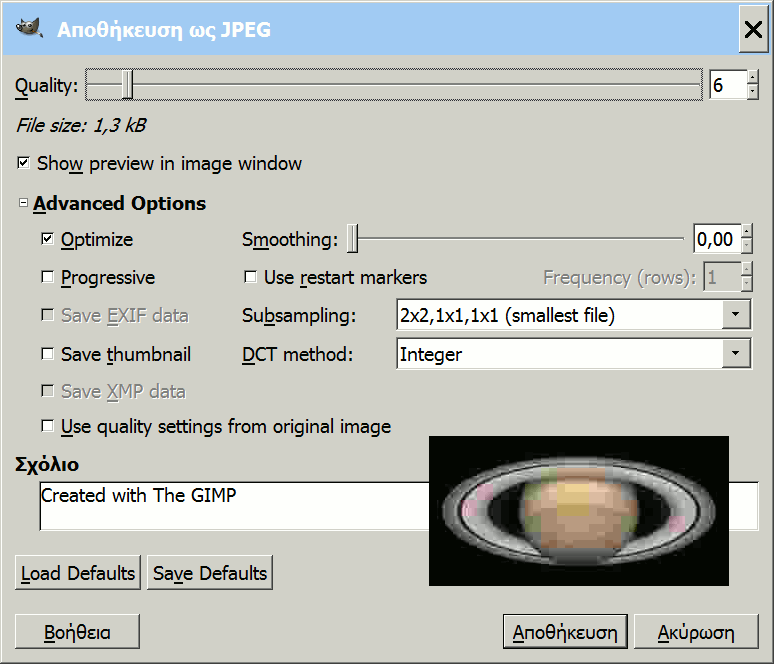 Αποθήκευση ως JPEG
Quality: 6
File size: 1,3 kB
Show preview in image window
Advanced Options
Optimize Smoothing: 0,00
Progressive Use restart markers Frequency (rows): 1
Save EXIF data Subsampling: 2x2,1x1,1x1 (smallest file)
Save thumbnail DCT method: Integer
Save XMP data
Use quality settings from original image
Σχόλιο
Created with The GIMP
Load Defaults Save Defaults
Βοήθεια Αποθήκευση Ακύρωση